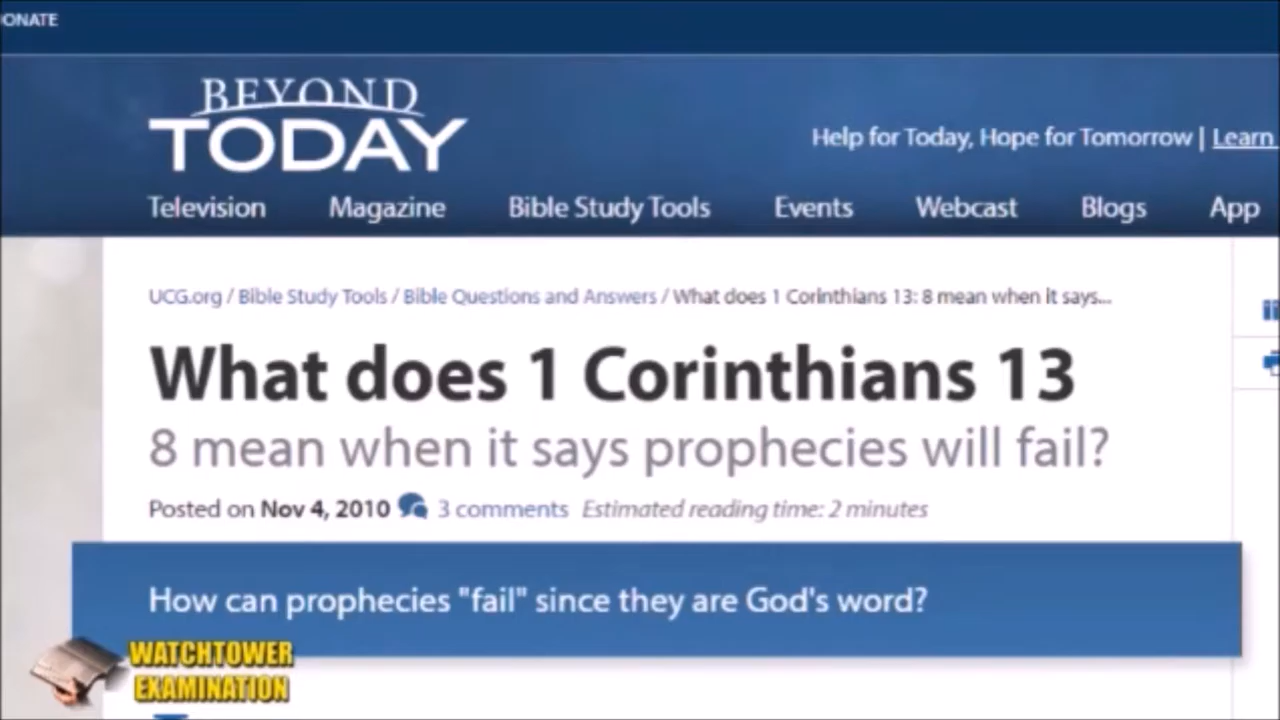 ONATE
BEYOND
TODAY
Help for Today, Hope for Tomorrow | Learn
Television Magazine Bible Study Tools Events Webcast Blogs App
UCG.org / Bible Study Tools / Bible Questions and Answers / What does 1 Corinthians 13: 8 mean when it says...
What does 1 Corinthians 13
8 mean when it says prophecies will fail?
Posted on Nov 4, 2010 3 comments Estimated reading time: 2 minutes
How can prophecies "fail" since they are God's word?
WATCHTOWER
EXAMINATION